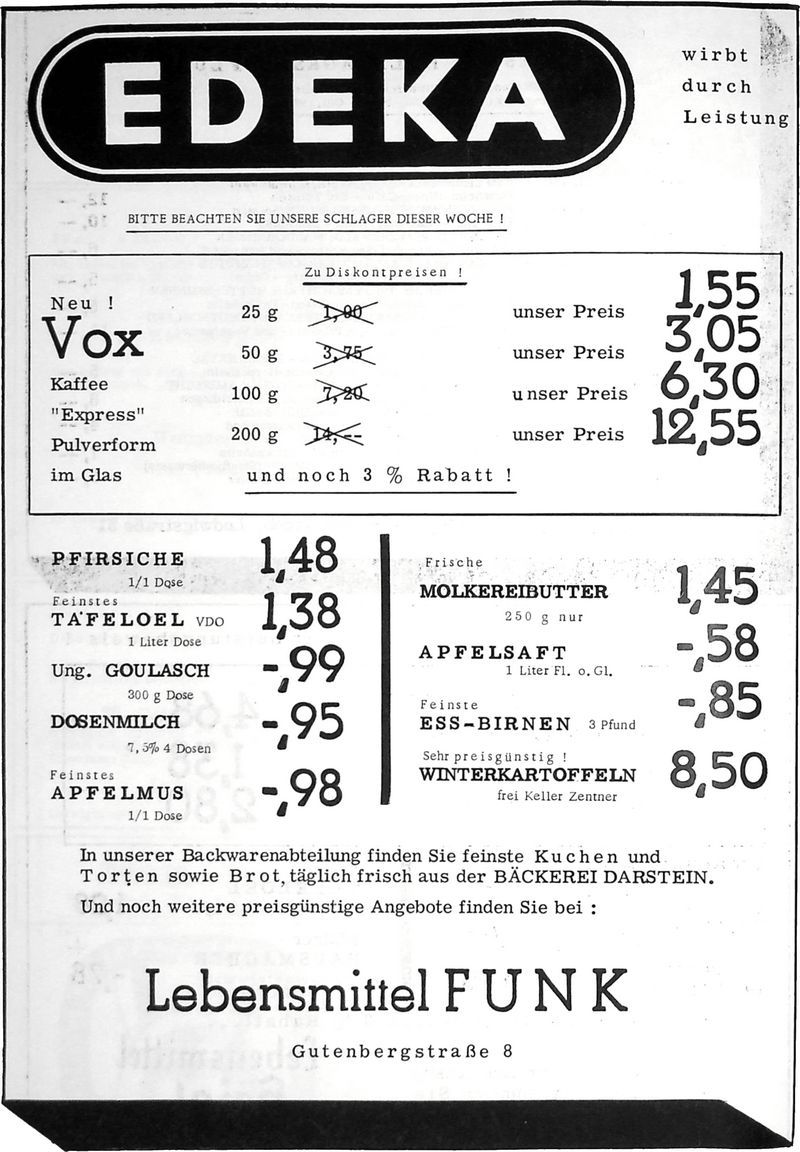 EDEKA
wirbt
durch
Leistung
BITTE BEACHTEN SIE UNSERE SCHLAGER DIESER WOCHE !
Zu Diskontpreisen !
Neu !
Vox
Kaffee
"Express"
Pulverform
im Glas
25 g 1,90 unser Preis 1,55
50 g 3,75 unser Preis 3,05
100 g 7,20 unser Preis 6,30
200 g 14,-- unser Preis 12,55
und noch 3 % Rabatt !
PFIRSICHE 1,48
1/1 Dose
Feinstes
TAFELOEL VDO 1,38
1 Liter Dose
Ung. GOULASCH -,99
300 g Dose
DOSENMILCH -,95
7,5% 4 Dosen
Feinstes
APFELMUS -,98
1/1 Dose
Frische
MOLKEREIBUTTER 1,45
250 g nur
APFELSAFT -,58
1 Liter Fl. o. Gl.
Feinste
ESS-BIRNEN 3 Pfund -,85
Sehr preisgünstig !
WINTERKARTOFFELN 8,50
frei Keller Zentner
In unserer Backwarenabteilung finden Sie feinste Kuchen und
Torten sowie Brot, täglich frisch aus der BÄCKEREI DARSTEIN.
Und noch weitere preisgünstige Angebote finden Sie bei :
Lebensmittel FUNK
Gutenbergstraße 8